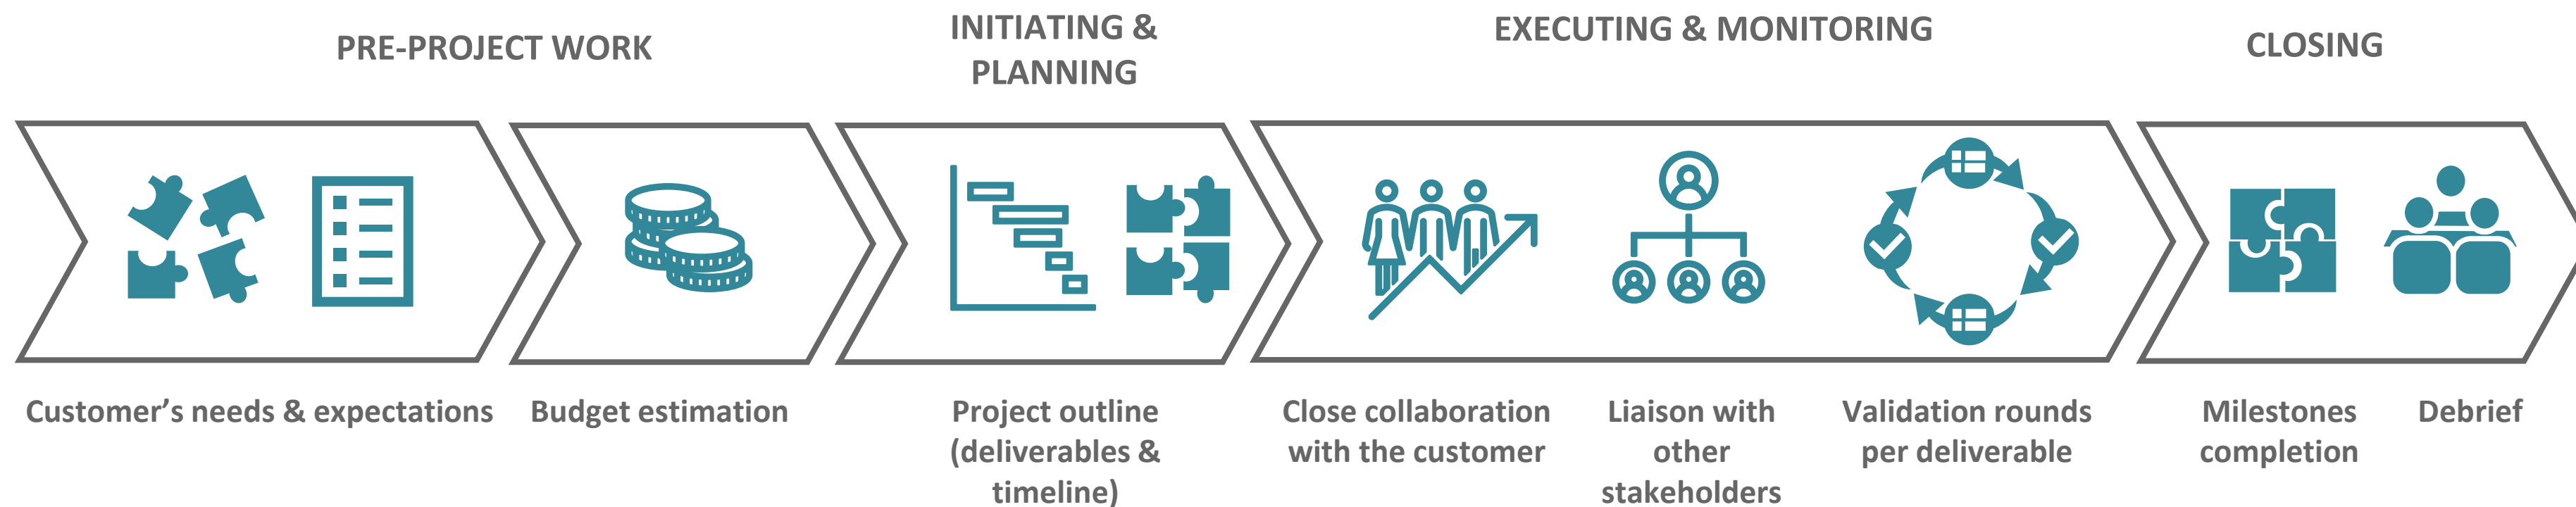 PRE-PROJECT WORK
INITIATING &
PLANNING
EXECUTING & MONITORING
CLOSING
Customer’s needs & expectations
Budget estimation
Project outline
(deliverables &
timeline)
Close collaboration
with the customer
Liaison with
other
stakeholders
Validation rounds
per deliverable
Milestones
completion
Debrief